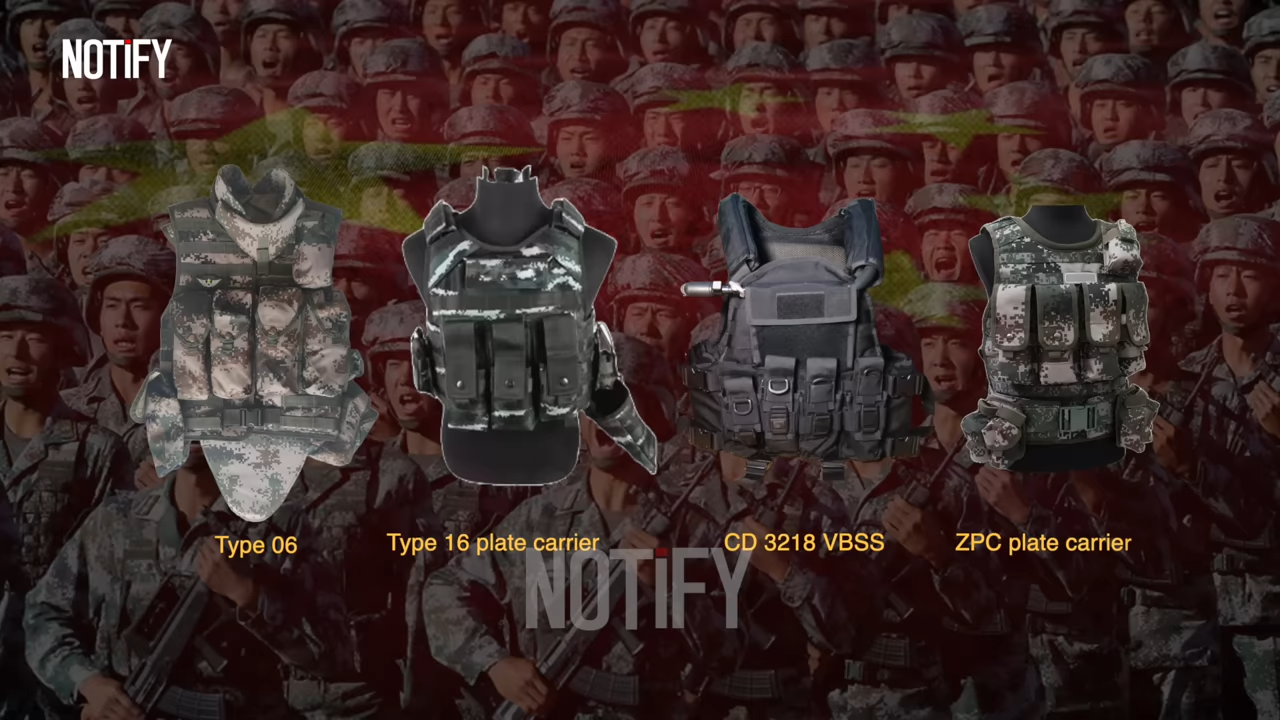 NOTiFY
Type 06
Type 16 plate carrier
CD 3218 VBSS
ZPC plate carrier
NOTiFY